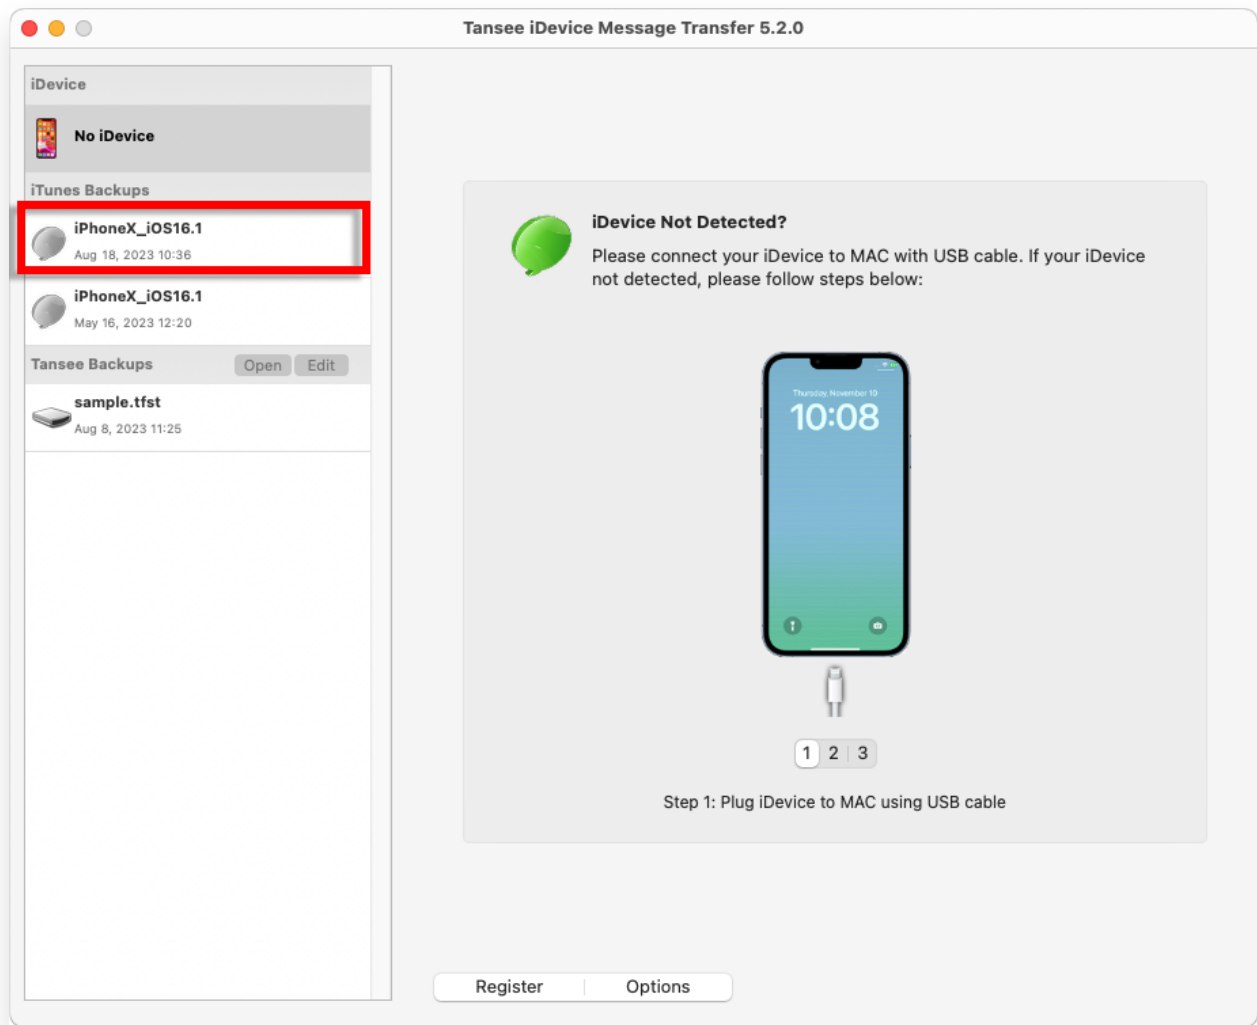 Tansee iDevice Message Transfer 5.2.0
iDevice
No iDevice
iTunes Backups
iPhoneX_iOS16.1
Aug 18, 2023 10:36
iPhoneX_iOS16.1
May 16, 2023 12:20
Tansee Backups Open Edit
sample.tfst
Aug 8, 2023 11:25
iDevice Not Detected?
Please connect your iDevice to MAC with USB cable. If your iDevice
not detected, please follow steps below:
Thursday, November 10
10:08
1 2 3
Step 1: Plug iDevice to MAC using USB cable
Register Options